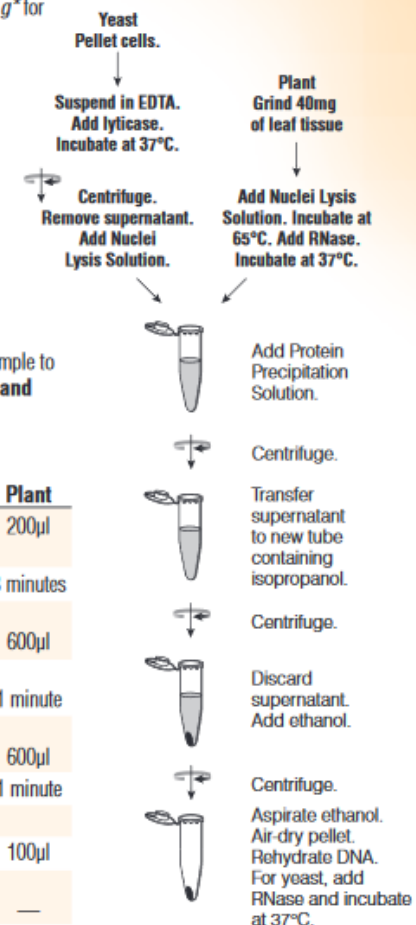 g* for
Yeast
Pellet cells.
Suspend in EDTA.
Add lyticase.
Incubate at 37°C.
Plant
Grind 40mg
of leaf tissue
Centrifuge.
Remove supernatant.
Add Nuclei
Lysis Solution.
Add Nuclei Lysis
Solution. Incubate at
65°C. Add RNase.
Incubate at 37°C.
Add Protein
Precipitation
Solution.
mple to
and
Centrifuge.
Transfer
supernatant
to new tube
containing
isopropanol.
Centrifuge.
Discard
supernatant.
Add ethanol.
Centrifuge.
Aspirate ethanol.
Air-dry pellet.
Rehydrate DNA.
For yeast, add
RNase and incubate
at 37°C.
Plant
200µl
minutes
600µl
1 minute
600µl
1 minute
100µl
—